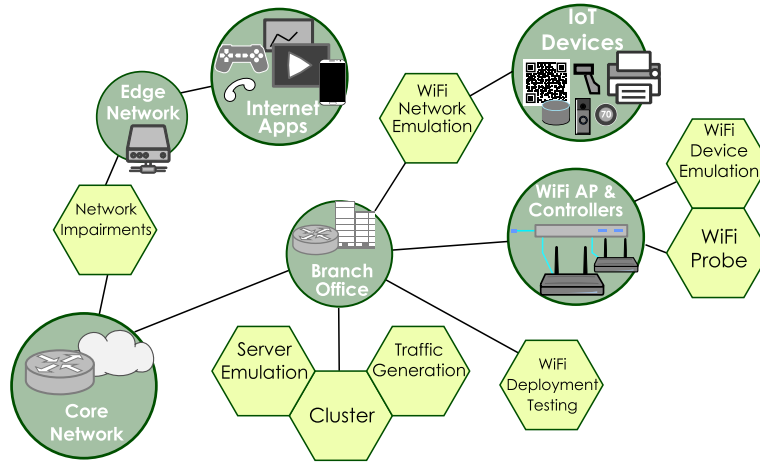 IoT
Devices
Edge
Network
Internet
Apps
WiFi
Network
Emulation
70
WiFi
Device
Emulation
Network
Impairments
WiFi AP &
Controllers
WiFi
Probe
Branch
Office
Server
Emulation
Traffic
Generation
Cluster
WiFi
Deployment
Testing
Core
Network